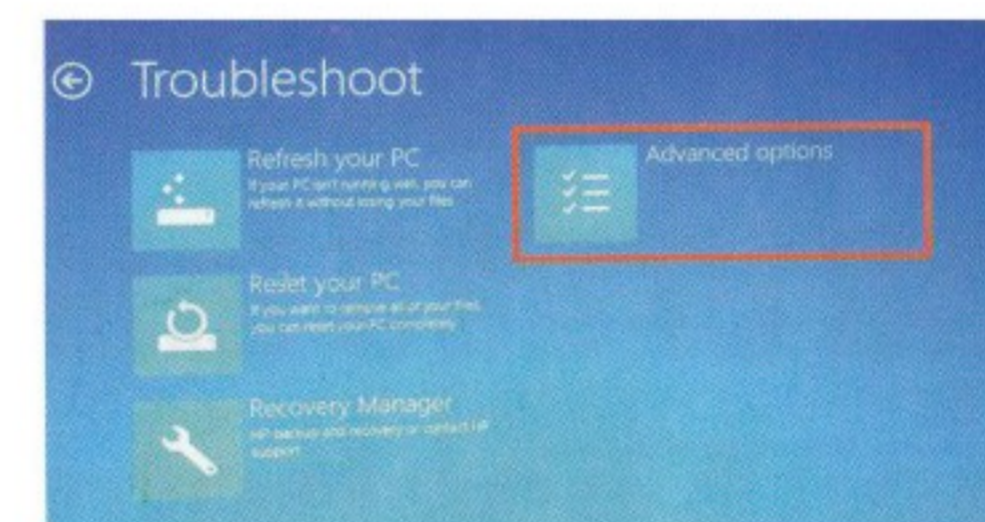 Troubleshoot
Refresh your PC
If your PC isn't running well, you can
refresh it without losing your files
Reset your PC
If you want to remove all of your files,
you can reset your PC completely
Recovery Manager
HP backup and recovery or contact HP
support
Advanced options